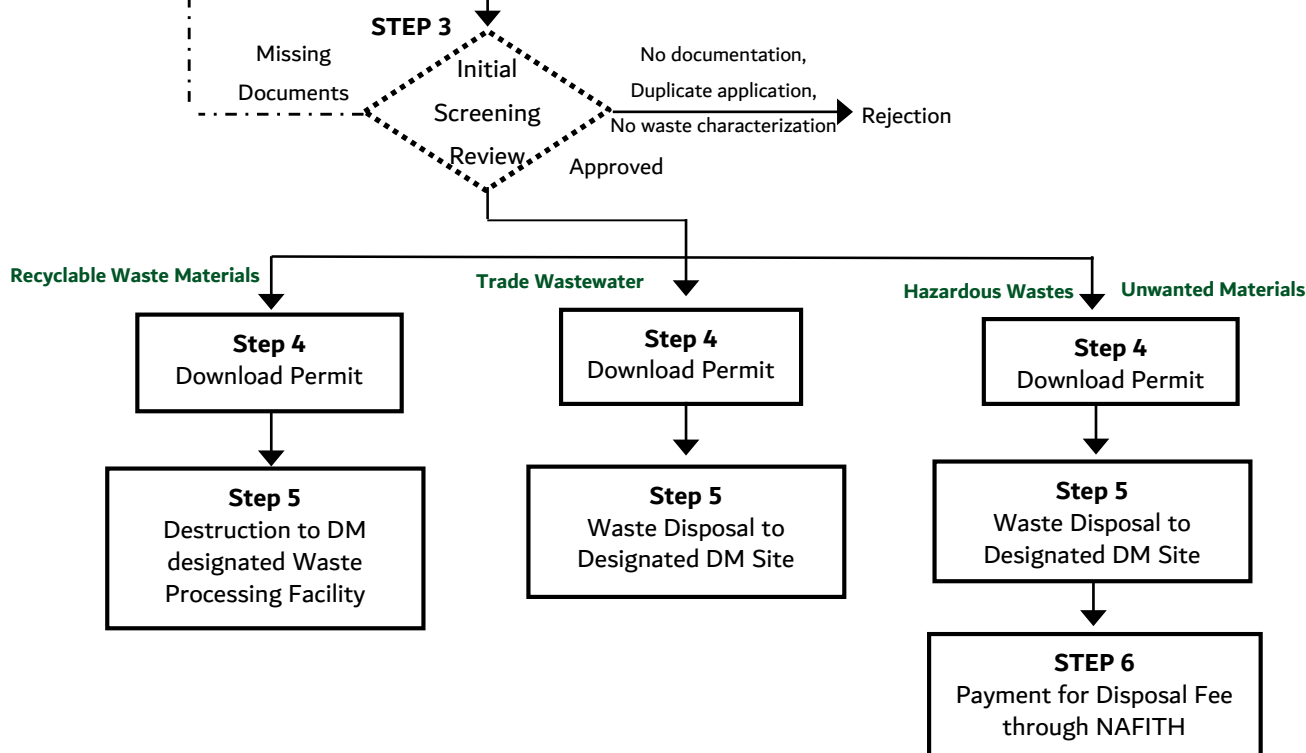 STEP 3
Missing
Documents
Initial
Screening
Review
No documentation,
Duplicate application,
No waste characterization
Rejection
Approved
Recyclable Waste Materials
Trade Wastewater
Hazardous Wastes
Unwanted Materials
Step 4
Download Permit
Step 4
Download Permit
Step 4
Download Permit
Step 5
Destruction to DM
designated Waste
Processing Facility
Step 5
Waste Disposal to
Designated DM Site
Step 5
Waste Disposal to
Designated DM Site
STEP 6
Payment for Disposal Fee
through NAFITH